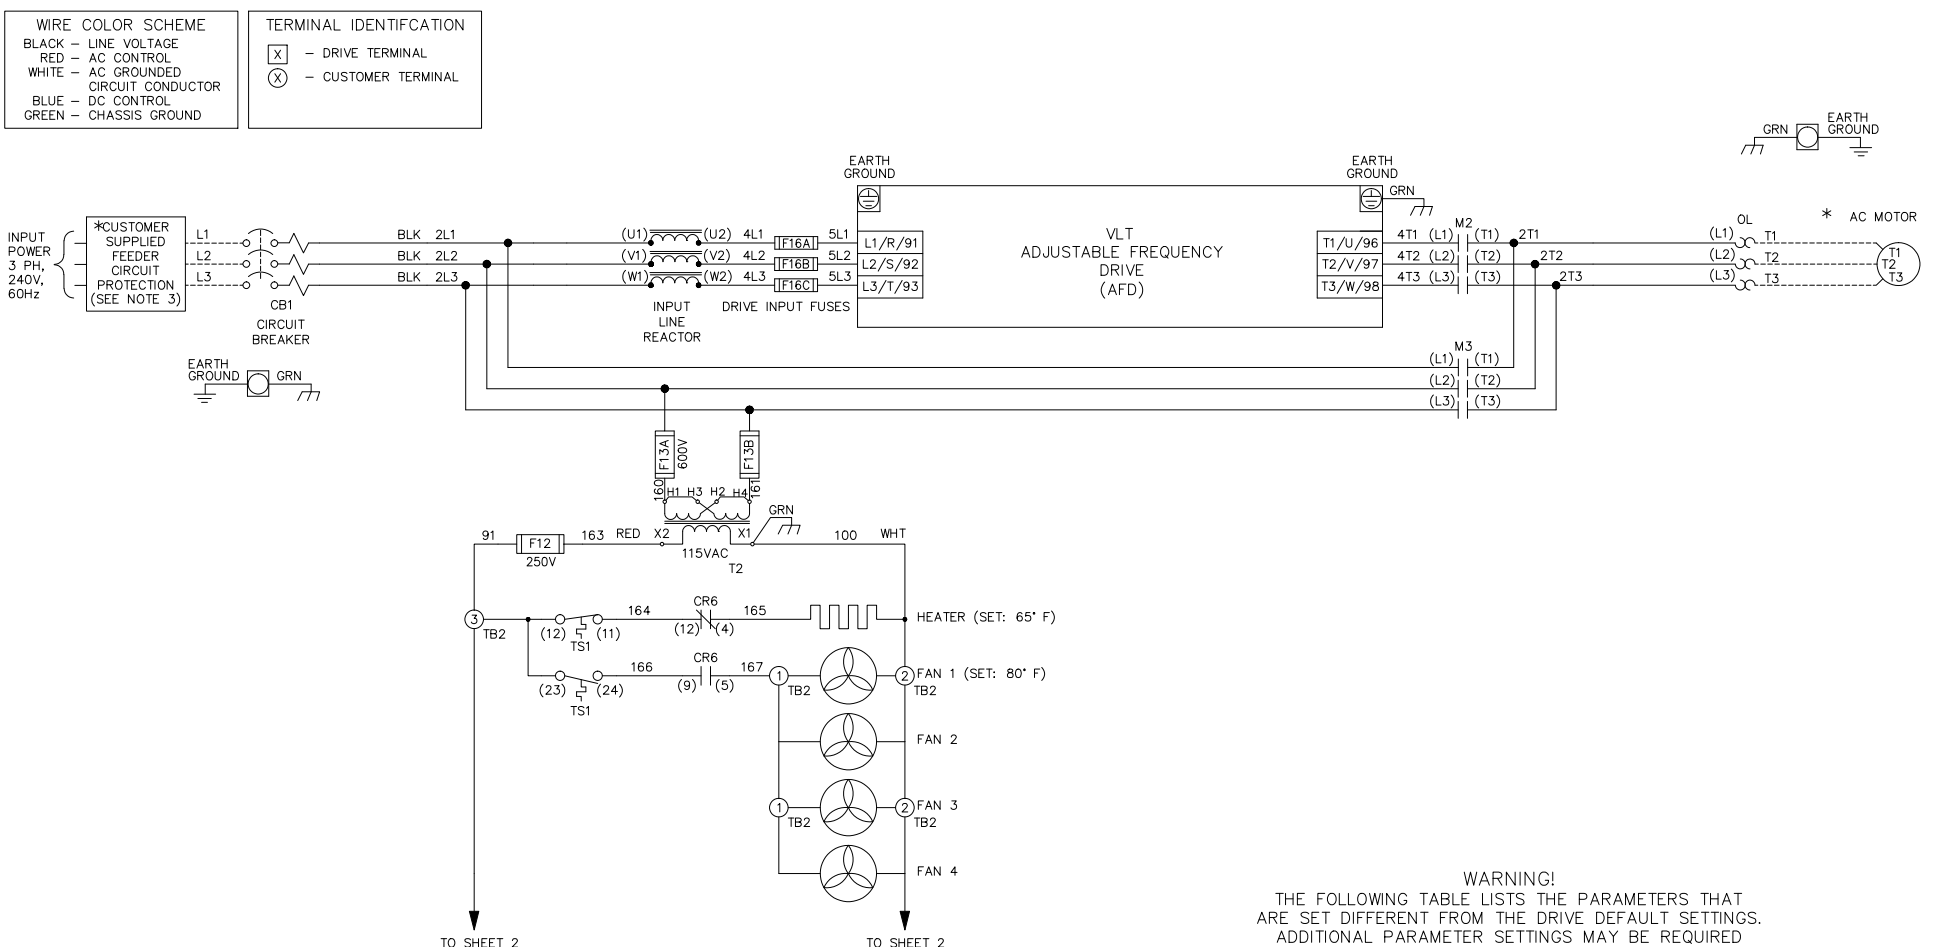 WIRE COLOR SCHEME
BLACK – LINE VOLTAGE
RED – AC CONTROL
WHITE – AC GROUNDED
CIRCUIT CONDUCTOR
BLUE – DC CONTROL
GREEN – CHASSIS GROUND
TERMINAL IDENTIFCATION
X – DRIVE TERMINAL
X – CUSTOMER TERMINAL
GRN
EARTH
GROUND
INPUT
POWER
3 PH,
240V,
60Hz
*CUSTOMER
SUPPLIED
FEEDER
CIRCUIT
PROTECTION
(SEE NOTE 3)
L1
L2
L3
CB1
CIRCUIT
BREAKER
BLK 2L1
BLK 2L2
BLK 2L3
(U1) (U2) 4L1 F16A 5L1
(V1) (V2) 4L2 F16B 5L2
(W1) (W2) 4L3 F16C 5L3
INPUT
LINE
REACTOR
DRIVE INPUT FUSES
EARTH
GROUND
L1/R/91
L2/S/92
L3/T/93
VLT
ADJUSTABLE FREQUENCY
DRIVE
(AFD)
EARTH
GROUND
GRN
T1/U/96
T2/V/97
T3/W/98
M2
4T1 (L1) (T1) 2T1
4T2 (L2) (T2) 2T2
4T3 (L3) (T3) 2T3
OL
(L1) T1
(L2) T2
(L3) T3
* AC MOTOR
T1
T2
T3
M3
(L1) (T1)
(L2) (T2)
(L3) (T3)
EARTH
GROUND
GRN
F13A
600V
F13B
160
161
H1 H3 H2 H4
GRN
91 F12 163 RED X2 X1 100 WHT
250V
115VAC
T2
3
TB2
(12) (11)
TS1
164
CR6
(12) (4)
165
HEATER (SET: 65° F)
(23) (24)
TS1
166
CR6
(9) (5)
167
1
TB2
2
TB2
FAN 1 (SET: 80° F)
FAN 2
1
TB2
2
TB2
FAN 3
FAN 4
TO SHEET 2
TO SHEET 2
WARNING!
THE FOLLOWING TABLE LISTS THE PARAMETERS THAT
ARE SET DIFFERENT FROM THE DRIVE DEFAULT SETTINGS.
ADDITIONAL PARAMETER SETTINGS MAY BE REQUIRED